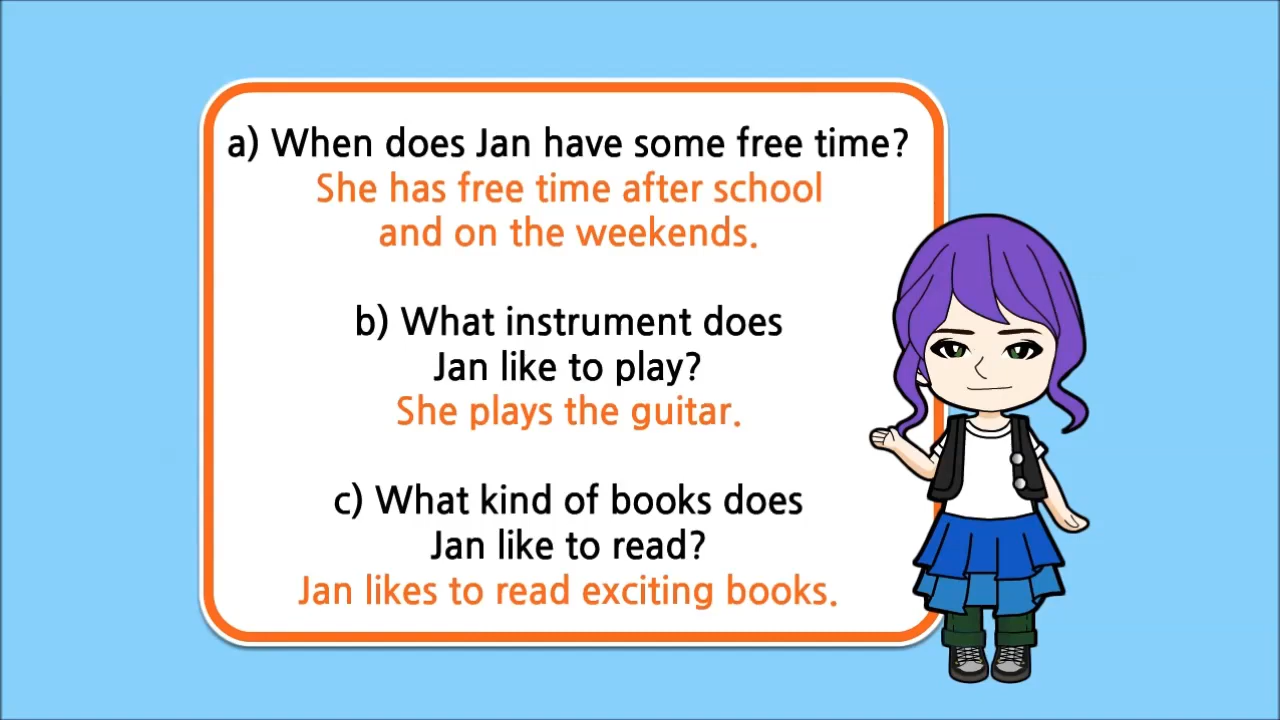 a) When does Jan have some free time?
She has free time after school
and on the weekends.
b) What instrument does
Jan like to play?
She plays the guitar.
c) What kind of books does
Jan like to read?
Jan likes to read exciting books.